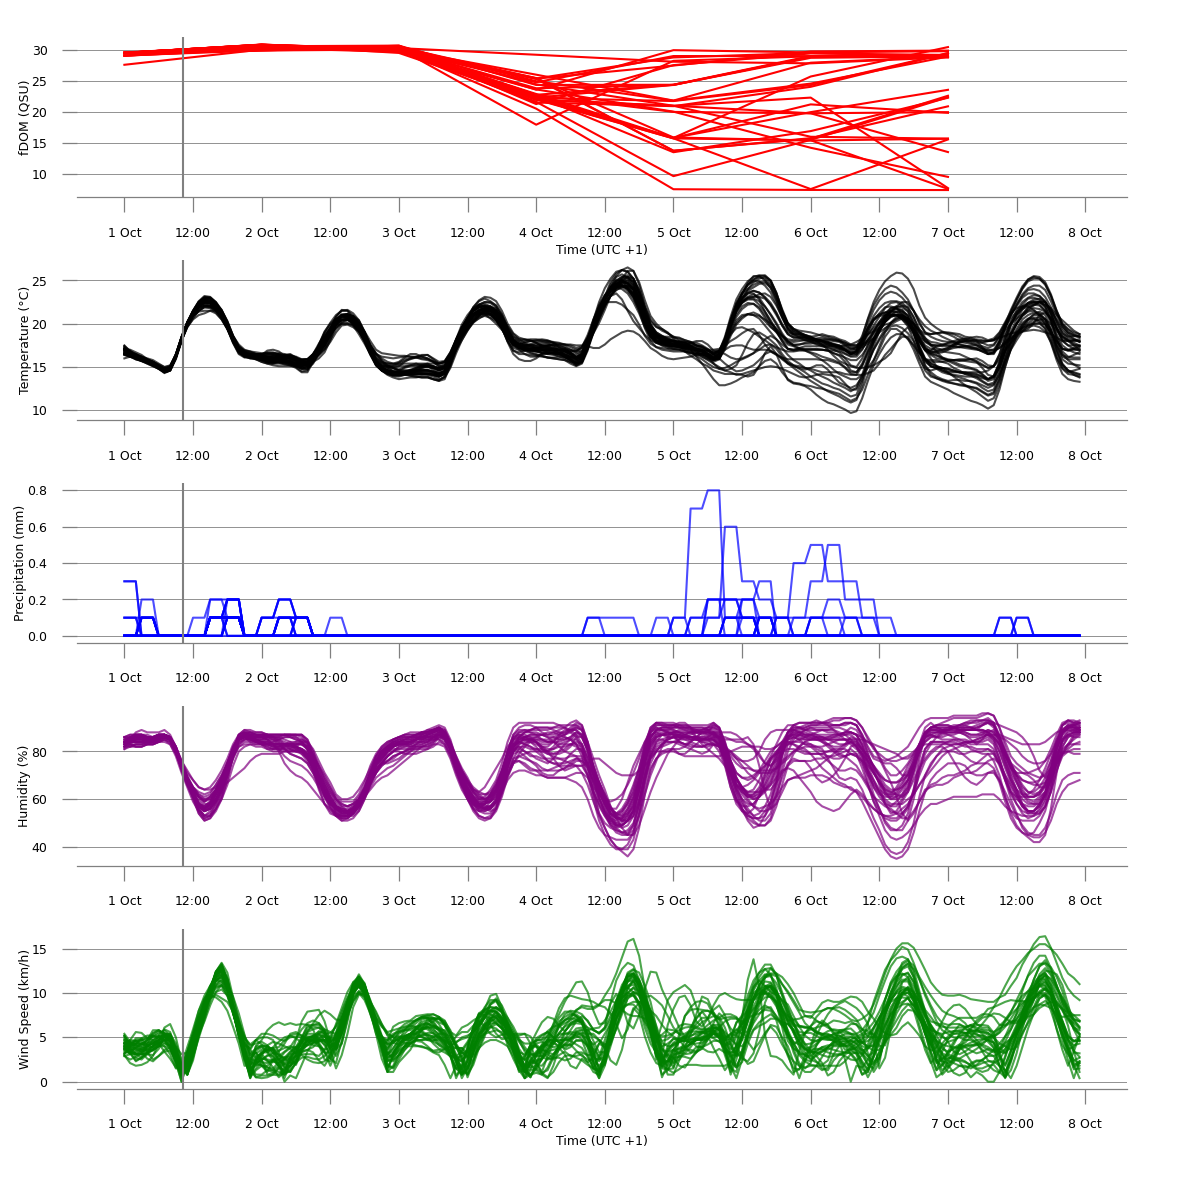 30
25
20
15
10
fDOM (QSU)
1 Oct 12:00 2 Oct 12:00 3 Oct 12:00 4 Oct 12:00 5 Oct 12:00 6 Oct 12:00 7 Oct 12:00 8 Oct
Time (UTC +1)
25
20
15
10
Temperature (°C)
1 Oct 12:00 2 Oct 12:00 3 Oct 12:00 4 Oct 12:00 5 Oct 12:00 6 Oct 12:00 7 Oct 12:00 8 Oct
0.8
0.6
0.4
0.2
0.0
Precipitation (mm)
1 Oct 12:00 2 Oct 12:00 3 Oct 12:00 4 Oct 12:00 5 Oct 12:00 6 Oct 12:00 7 Oct 12:00 8 Oct
80
60
40
Humidity (%)
1 Oct 12:00 2 Oct 12:00 3 Oct 12:00 4 Oct 12:00 5 Oct 12:00 6 Oct 12:00 7 Oct 12:00 8 Oct
15
10
5
0
Wind Speed (km/h)
1 Oct 12:00 2 Oct 12:00 3 Oct 12:00 4 Oct 12:00 5 Oct 12:00 6 Oct 12:00 7 Oct 12:00 8 Oct
Time (UTC +1)